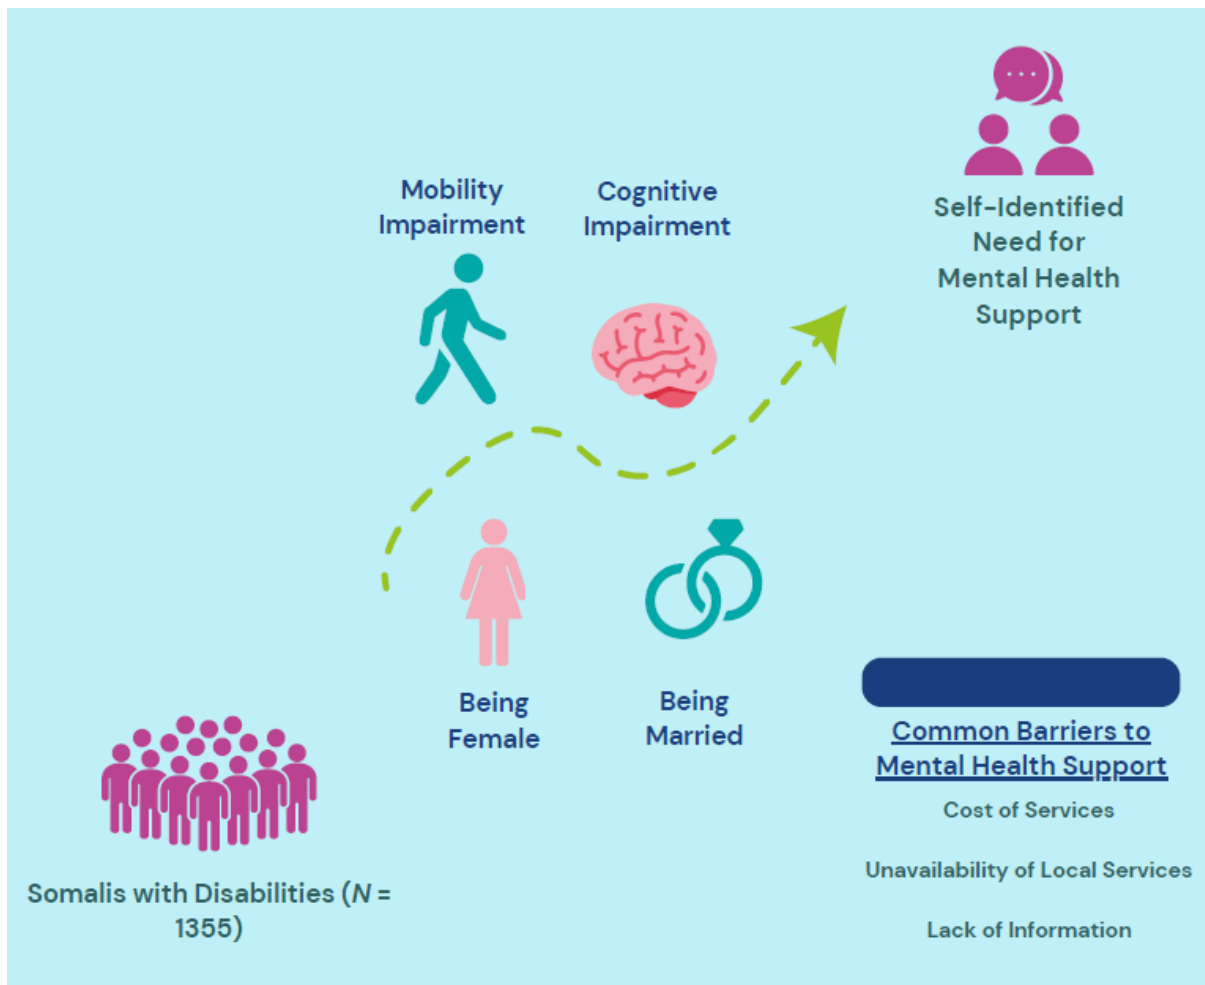 Mobility
Impairment
Cognitive
Impairment
Self-Identified
Need for
Mental Health
Support
Being
Female
Being
Married
Somalis with Disabilities (N =
1355)
Common Barriers to
Mental Health Support
Cost of Services
Unavailability of Local Services
Lack of Information